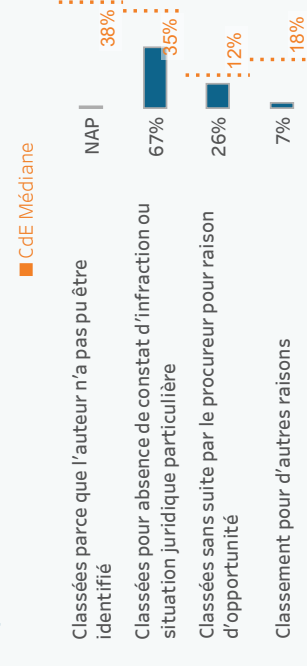 CdE Médiane
Classées parce que l'auteur n'a pas pu être
identifié
NAP
38%
Classées pour absence de constat d'infraction ou
situation juridique particulière
67%
35%
Classées sans suite par le procureur pour raison
d'opportunité
26%
12%
Classement pour d'autres raisons
7%
18%